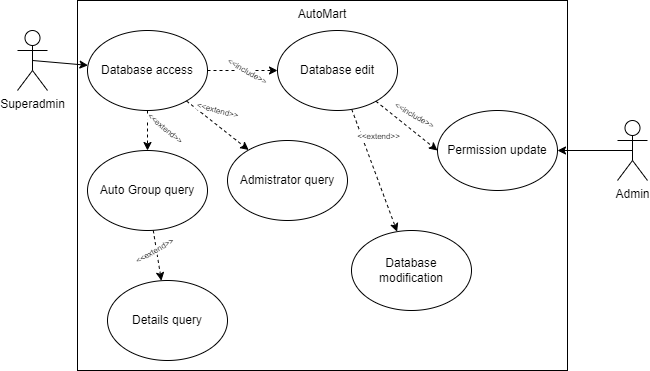 AutoMart
Superadmin
Database access
<<include>>
Database edit
<<extend>>
<<extend>>
<<include>>
<<extend>>
Permission update
Admin
Auto Group query
Admistrator query
<<extend>>
Database
modification
Details query